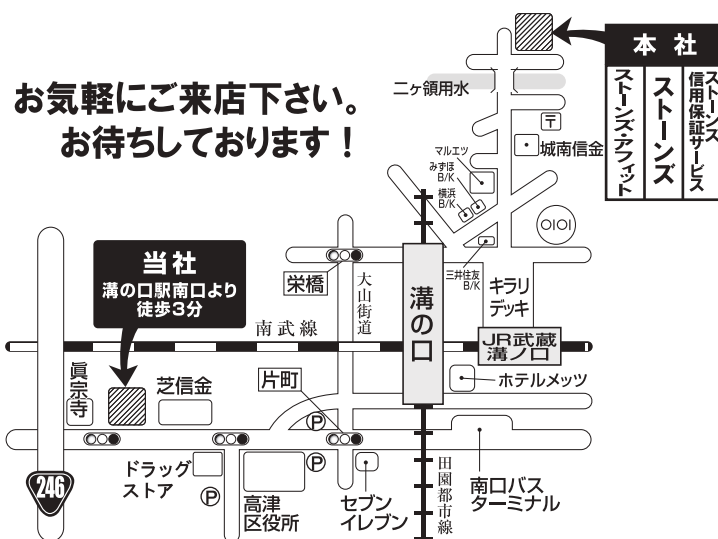 お気軽にご来店下さい。
お待ちしております！
本社
ストーンズ・アフィット
ストーンズ
ストーンズ
信用保証サービス
二ヶ領用水
〒
城南信金
マルエツ
みずほ
B/K
横浜
B/K
OIOI
三井住友
B/K
キラリ
デッキ
当社
溝の口駅南口より
徒歩3分
栄橋
大山街道
溝の口
南武線
JR武蔵
溝ノ口
ホテルメッツ
眞宗寺
芝信金
片町
P
246
ドラッグ
ストア
P
高津
区役所
P
セブン
イレブン
田園都市線
南口バス
ターミナル